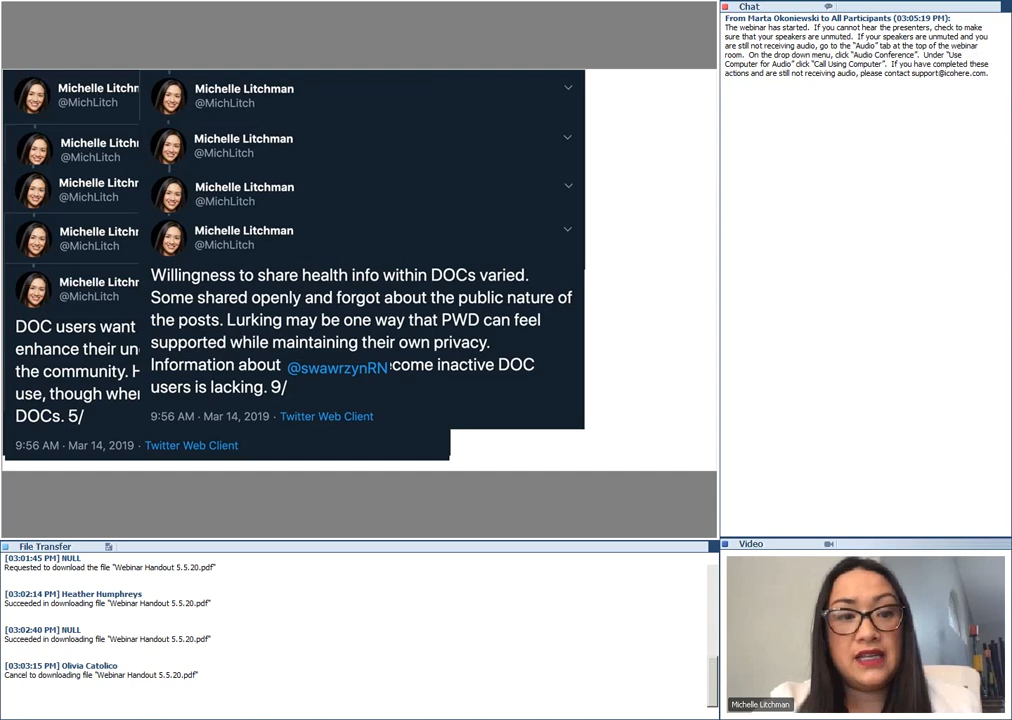 Michelle Litchm
@MichLitch
Michelle Litchr
@MichLitch
Michelle Litchr
@MichLitch
Michelle Litchr
@MichLitch
Michelle Litchr
@MichLitch
DOC users want
enhance their un
the community. H
use, though when
DOCs. 5/
9:56 AM · Mar 14, 2019 · Twitter Web Client
Michelle Litchman
@MichLitch
Michelle Litchman
@MichLitch
Michelle Litchman
@MichLitch
Michelle Litchman
@MichLitch
Willingness to share health info within DOCs varied.
Some shared openly and forgot about the public nature of
the posts. Lurking may be one way that PWD can feel
supported while maintaining their own privacy.
Information about @swawrzynRN come inactive DOC
users is lacking. 9/
9:56 AM · Mar 14, 2019 · Twitter Web Client
Chat
From Marta Okoniewski to All Participants (03:05:19 PM):
The webinar has started. If you cannot hear the presenters, check to make
sure that your speakers are unmuted. If your speakers are unmuted and you
are still not receiving audio, go to the "Audio" tab at the top of the webinar
room. On the drop down menu, click "Audio Conference". Under "Use
Computer for Audio" click "Call Using Computer". If you have completed these
actions and are still not receiving audio, please contact support@icohere.com.
File Transfer
[03:01:45 PM] NULL
Requested to download the file "Webinar Handout 5.5.20.pdf"
[03:02:14 PM] Heather Humphreys
Succeeded in downloading file "Webinar Handout 5.5.20.pdf"
[03:02:40 PM] NULL
Succeeded in downloading file "Webinar Handout 5.5.20.pdf"
[03:03:15 PM] Olivia Catolico
Cancel to downloading file "Webinar Handout 5.5.20.pdf"
Video
Michelle Litchman